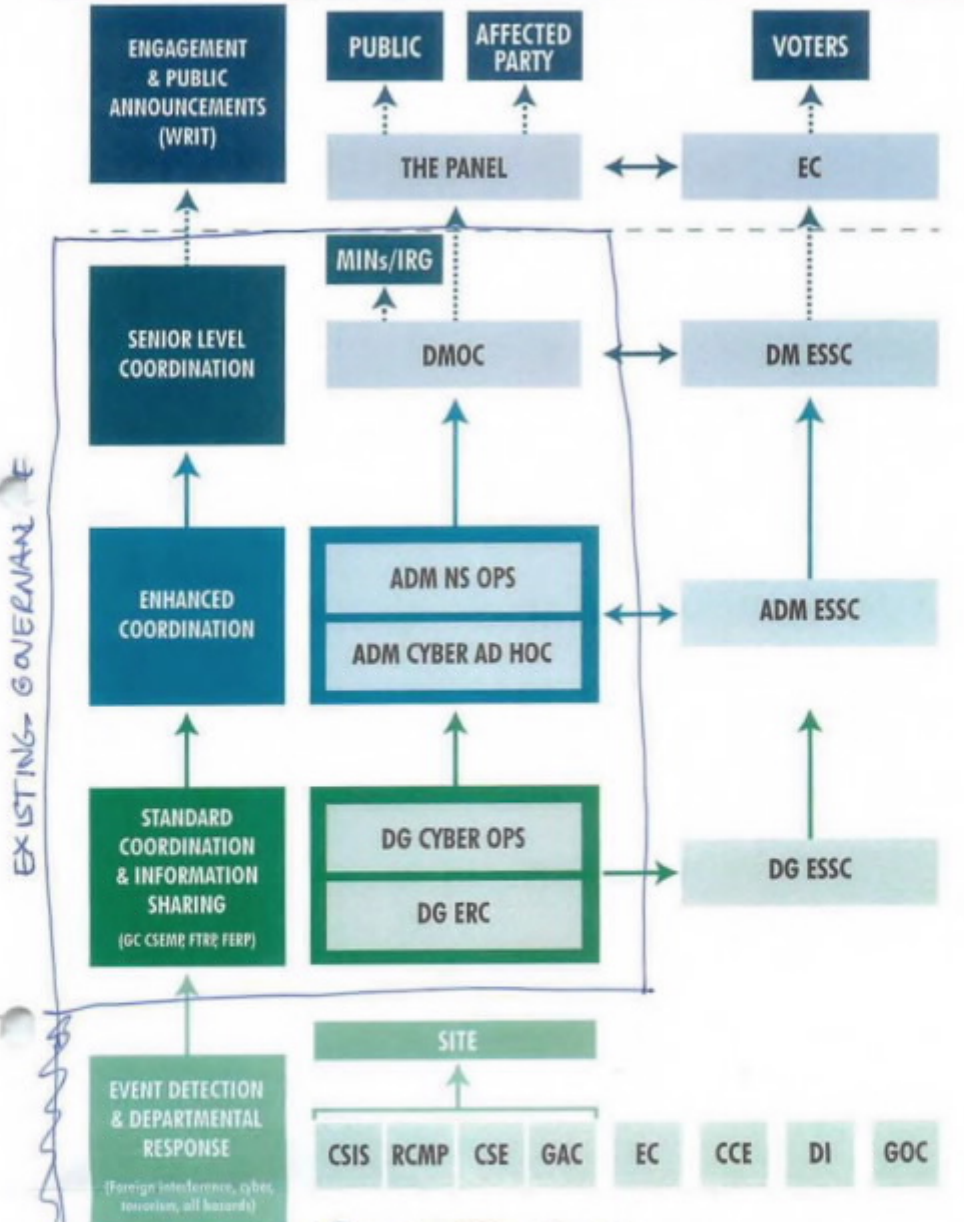 ENGAGEMENT
& PUBLIC
ANNOUNCEMENTS
(WRIT)
PUBLIC
AFFECTED
PARTY
VOTERS
THE PANEL
EC
MINs/IRG
SENIOR LEVEL
COORDINATION
DMOC
DM ESSC
EXISTING GOVERNANCE
ENHANCED
COORDINATION
ADM NS OPS
ADM CYBER AD HOC
ADM ESSC
STANDARD
COORDINATION
& INFORMATION
SHARING
(GC CSEMP, FTRP, FERP)
DG CYBER OPS
DG ERC
DG ESSC
SITE
EVENT DETECTION
& DEPARTMENTAL
RESPONSE
(Foreign interference, cyber,
terrorism, all hazards)
CSIS RCMP CSE GAC EC CCE DI GOC